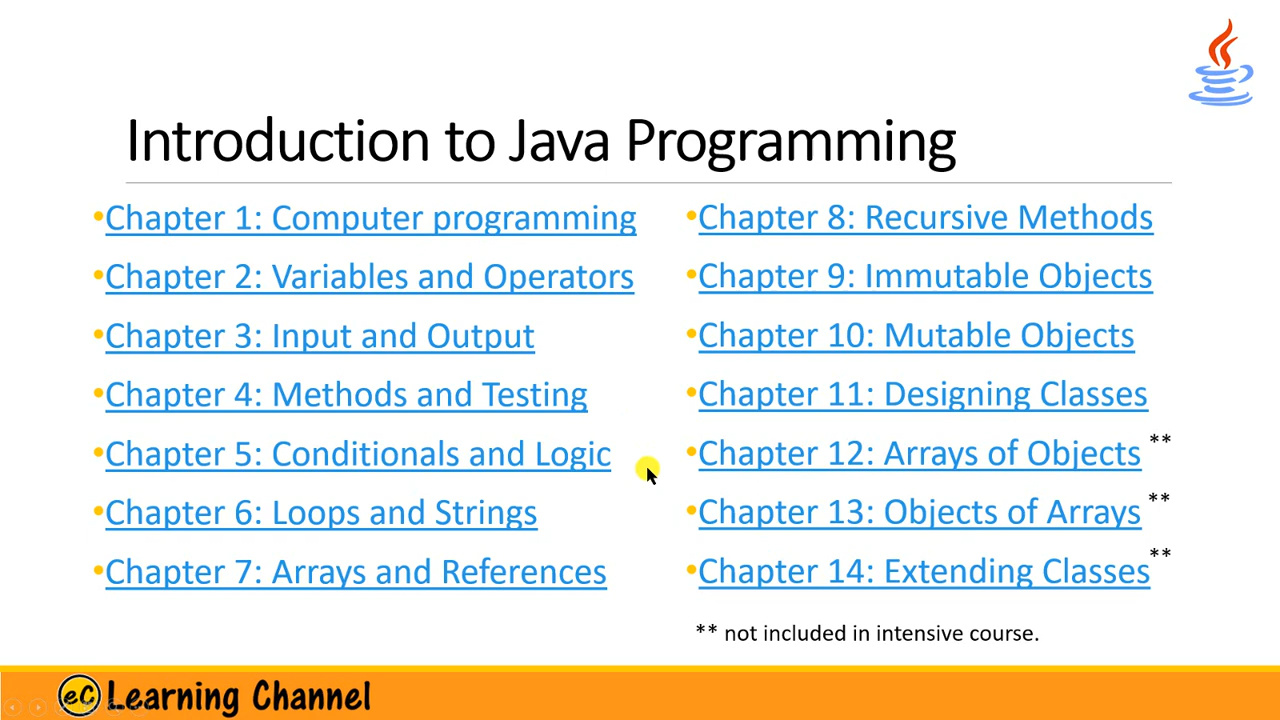 Introduction to Java Programming
•Chapter 1: Computer programming
•Chapter 2: Variables and Operators
•Chapter 3: Input and Output
•Chapter 4: Methods and Testing
•Chapter 5: Conditionals and Logic
•Chapter 6: Loops and Strings
•Chapter 7: Arrays and References
•Chapter 8: Recursive Methods
•Chapter 9: Immutable Objects
•Chapter 10: Mutable Objects
•Chapter 11: Designing Classes
•Chapter 12: Arrays of Objects **
•Chapter 13: Objects of Arrays **
•Chapter 14: Extending Classes **
** not included in intensive course.
eC Learning Channel